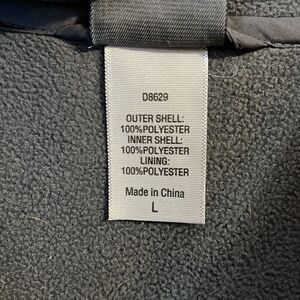 D8629
OUTER SHELL:
100%POLYESTER
INNER SHELL:
100%POLYESTER
LINING:
100%POLYESTER
Made in China
L